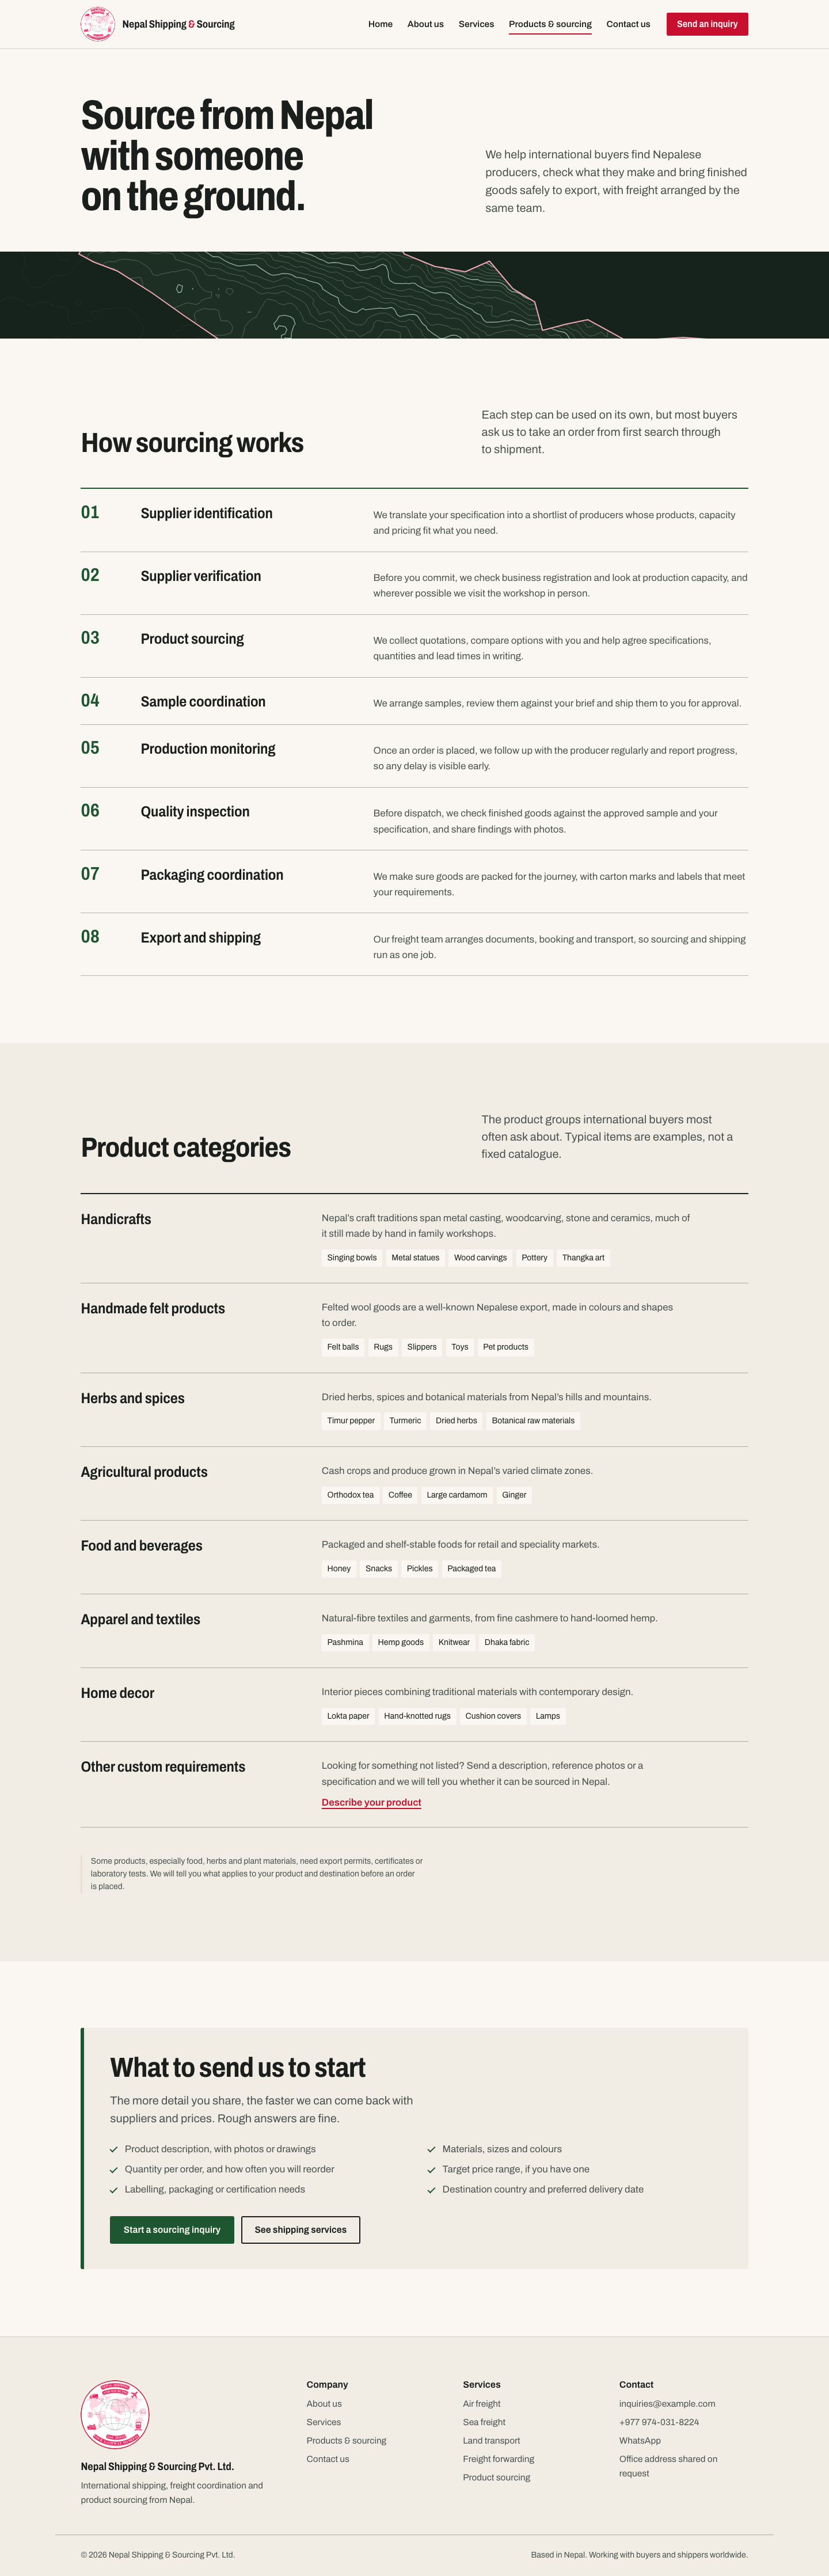 Nepal Shipping & Sourcing
Home
About us
Services
Products & sourcing
Contact us
Send an inquiry
Source from Nepal
with someone
on the ground.
We help international buyers find Nepalese
producers, check what they make and bring finished
goods safely to export, with freight arranged by the
same team.
How sourcing works
Each step can be used on its own, but most buyers
ask us to take an order from first search through
to shipment.
01
Supplier identification
We translate your specification into a shortlist of producers whose products, capacity
and pricing fit what you need.
02
Supplier verification
Before you commit, we check business registration and look at production capacity, and
wherever possible we visit the workshop in person.
03
Product sourcing
We collect quotations, compare options with you and help agree specifications,
quantities and lead times in writing.
04
Sample coordination
We arrange samples, review them against your brief and ship them to you for approval.
05
Production monitoring
Once an order is placed, we follow up with the producer regularly and report progress,
so any delay is visible early.
06
Quality inspection
Before dispatch, we check finished goods against the approved sample and your
specification, and share findings with photos.
07
Packaging coordination
We make sure goods are packed for the journey, with carton marks and labels that meet
your requirements.
08
Export and shipping
Our freight team arranges documents, booking and transport, so sourcing and shipping
run as one job.
Product categories
The product groups international buyers most
often ask about. Typical items are examples, not a
fixed catalogue.
Handicrafts
Nepal's craft traditions span metal casting, woodcarving, stone and ceramics, much of
it still made by hand in family workshops.
Singing bowls
Metal statues
Wood carvings
Pottery
Thangka art
Handmade felt products
Felted wool goods are a well-known Nepalese export, made in colours and shapes
to order.
Felt balls
Rugs
Slippers
Toys
Pet products
Herbs and spices
Dried herbs, spices and botanical materials from Nepal's hills and mountains.
Timur pepper
Turmeric
Dried herbs
Botanical raw materials
Agricultural products
Cash crops and produce grown in Nepal's varied climate zones.
Orthodox tea
Coffee
Large cardamom
Ginger
Food and beverages
Packaged and shelf-stable foods for retail and speciality markets.
Honey
Snacks
Pickles
Packaged tea
Apparel and textiles
Natural-fibre textiles and garments, from fine cashmere to hand-loomed hemp.
Pashmina
Hemp goods
Knitwear
Dhaka fabric
Home decor
Interior pieces combining traditional materials with contemporary design.
Lokta paper
Hand-knotted rugs
Cushion covers
Lamps
Other custom requirements
Looking for something not listed? Send a description, reference photos or a
specification and we will tell you whether it can be sourced in Nepal.
Describe your product
Some products, especially food, herbs and plant materials, need export permits, certificates or
laboratory tests. We will tell you what applies to your product and destination before an order
is placed.
What to send us to start
The more detail you share, the faster we can come back with
suppliers and prices. Rough answers are fine.
Product description, with photos or drawings
Materials, sizes and colours
Quantity per order, and how often you will reorder
Target price range, if you have one
Labelling, packaging or certification needs
Destination country and preferred delivery date
Start a sourcing inquiry
See shipping services
Nepal Shipping & Sourcing Pvt. Ltd.
International shipping, freight coordination and
product sourcing from Nepal.
Company
About us
Services
Products & sourcing
Contact us
Services
Air freight
Sea freight
Land transport
Freight forwarding
Product sourcing
Contact
inquiries@example.com
+977 974-031-8224
WhatsApp
Office address shared on
request
© 2026 Nepal Shipping & Sourcing Pvt. Ltd.
Based in Nepal. Working with buyers and shippers worldwide.